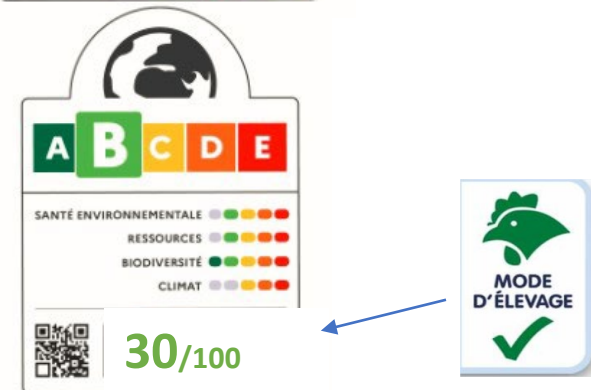 A B C D E
SANTÉ ENVIRONNEMENTALE
RESSOURCES
BIODIVERSITÉ
CLIMAT
30/100
MODE
D'ÉLEVAGE